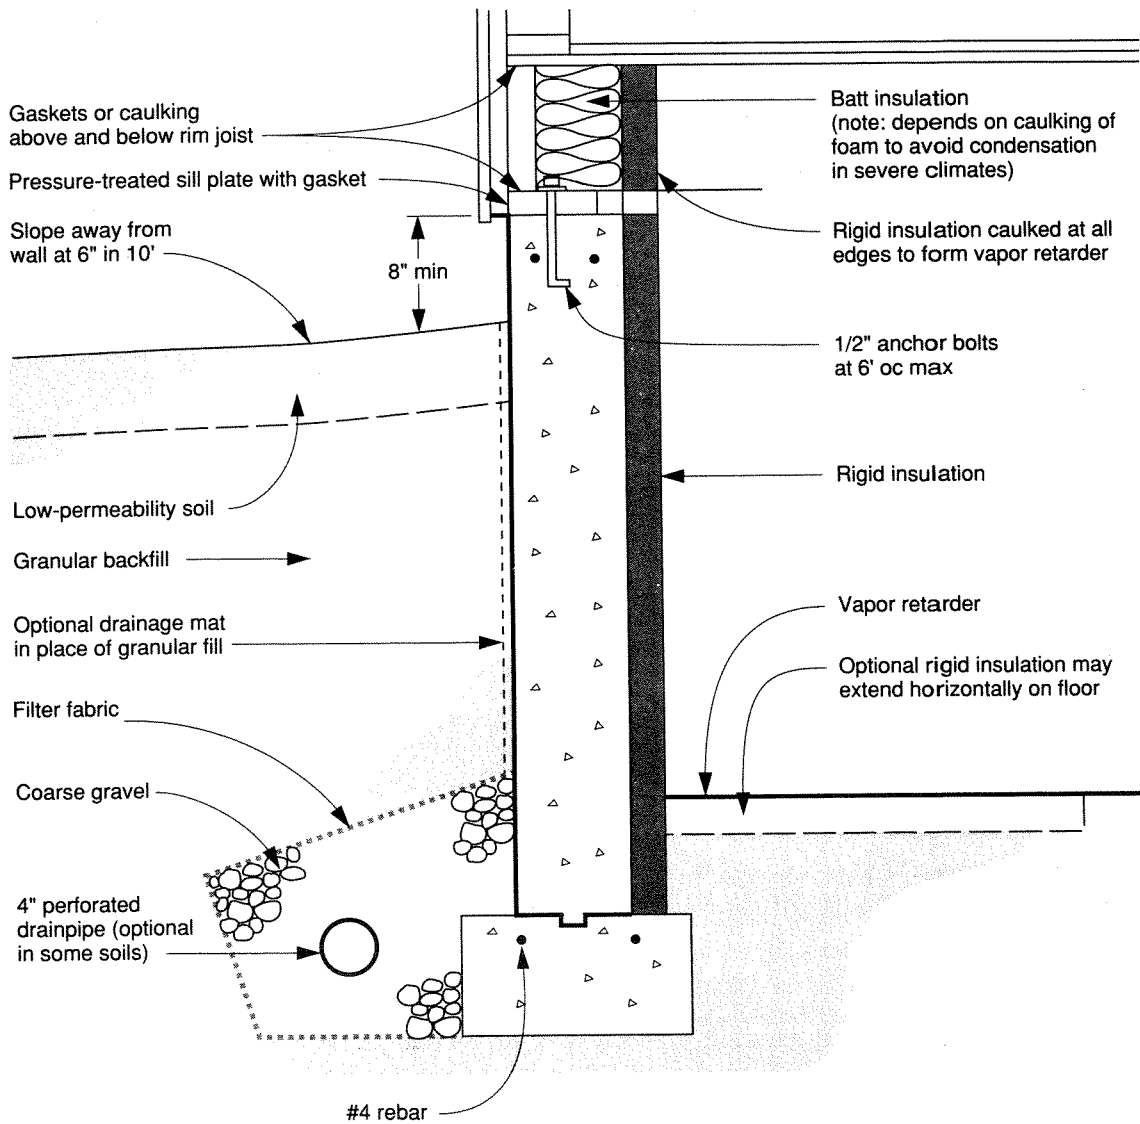 Gaskets or caulking
above and below rim joist
Pressure-treated sill plate with gasket
Slope away from
wall at 6" in 10'
8" min
Low-permeability soil
Granular backfill
Optional drainage mat
in place of granular fill
Filter fabric
Coarse gravel
4" perforated
drainpipe (optional
in some soils)
#4 rebar
Batt insulation
(note: depends on caulking of
foam to avoid condensation
in severe climates)
Rigid insulation caulked at all
edges to form vapor retarder
1/2" anchor bolts
at 6' oc max
Rigid insulation
Vapor retarder
Optional rigid insulation may
extend horizontally on floor